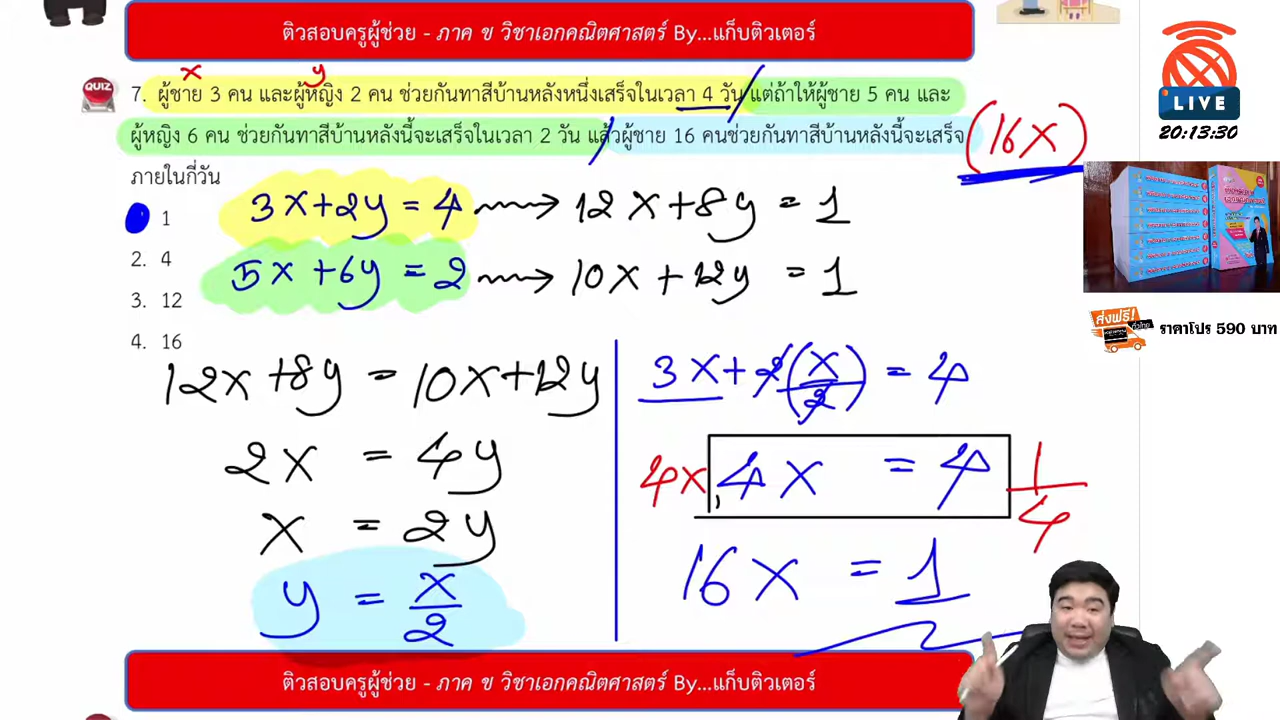 ติวสอบครูผู้ช่วย - ภาค ข วิชาเอกคณิตศาสตร์ By...แก็บติวเตอร์
x y
QUIZ
7. ผู้ชาย 3 คน และผู้หญิง 2 คน ช่วยกันทาสีบ้านหลังหนึ่งเสร็จในเวลา 4 วัน แต่ถ้าให้ผู้ชาย 5 คน และ
ผู้หญิง 6 คน ช่วยกันทาสีบ้านหลังนี้จะเสร็จในเวลา 2 วัน แล้วผู้ชาย 16 คนช่วยกันทาสีบ้านหลังนี้จะเสร็จ
(16x)
ภายในกี่วัน
1
2. 4
3. 12
4. 16
3x+2y = 4 → 12x+8y = 1
5x+6y = 2 → 10x+12y = 1
12x+8y = 10x+12y
2x = 4y
x = 2y
y = x/2
3x+2(x/2) = 4
4x 4x = 4 1/4
16x = 1
LIVE
20:13:30
ส่งฟรี!
ทั่วไทย
ราคาโปร 590 บาท
ติวสอบครูผู้ช่วย - ภาค ข วิชาเอกคณิตศาสตร์ By...แก็บติวเตอร์